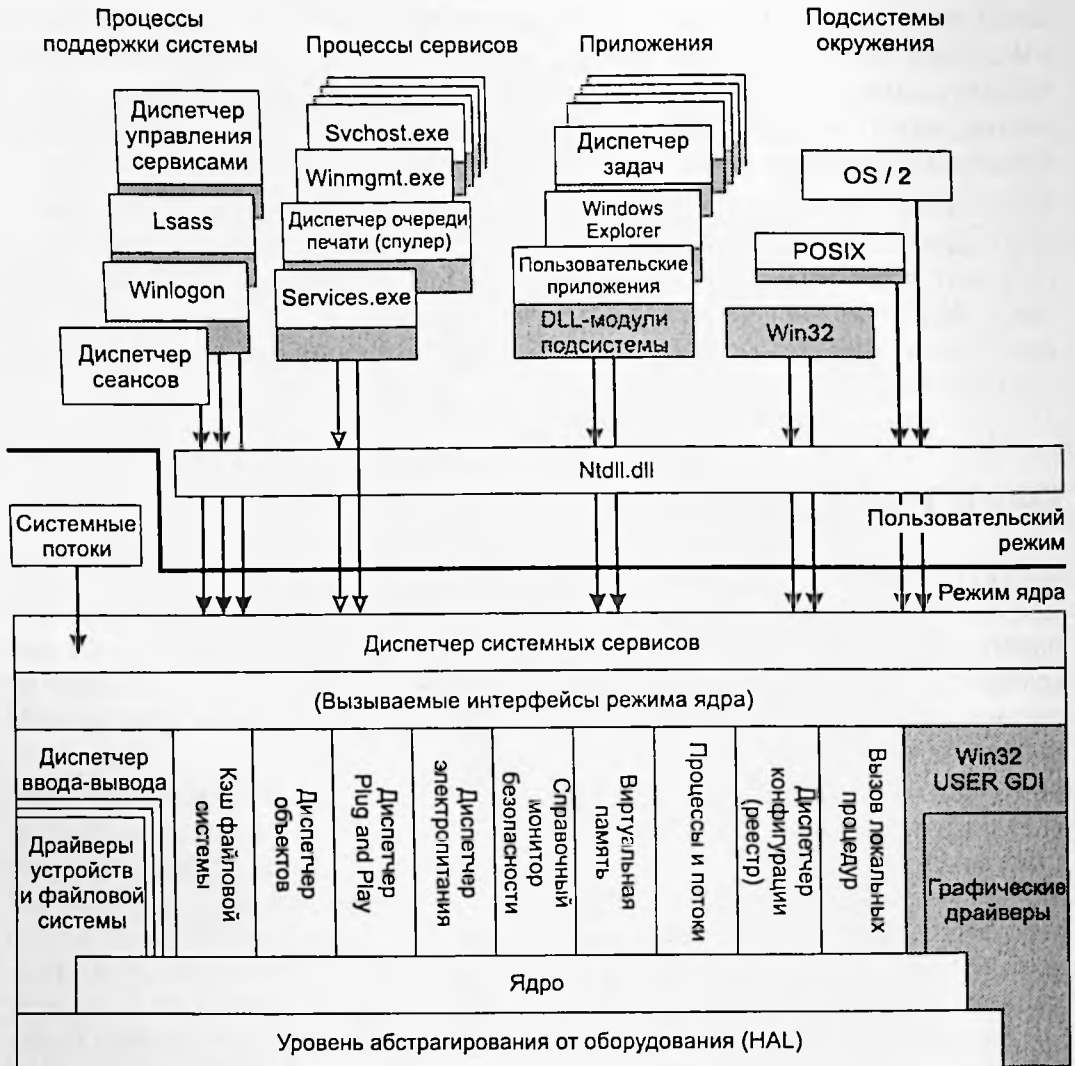 Процессы
поддержки системы
Процессы сервисов
Приложения
Подсистемы
окружения
Диспетчер
управления
сервисами
Lsass
Winlogon
Диспетчер
сеансов
Svchost.exe
Winmgmt.exe
Диспетчер очереди
печати (спулер)
Services.exe
Диспетчер
задач
Windows
Explorer
Пользовательские
приложения
DLL-модули
подсистемы
OS / 2
POSIX
Win32
Ntdll.dll
Системные
потоки
Пользовательский
режим
Режим ядра
Диспетчер системных сервисов
(Вызываемые интерфейсы режима ядра)
Диспетчер
ввода-вывода
Драйверы
устройств
и файловой
системы
Кэш файловой
системы
Диспетчер
объектов
Диспетчер
Plug and Play
Диспетчер
электропитания
Справочный
монитор
безопасности
Виртуальная
память
Процессы и потоки
Диспетчер
конфигурации
(реестр)
Вызов локальных
процедур
Win32
USER GDI
Графические
драйверы
Ядро
Уровень абстрагирования от оборудования (HAL)